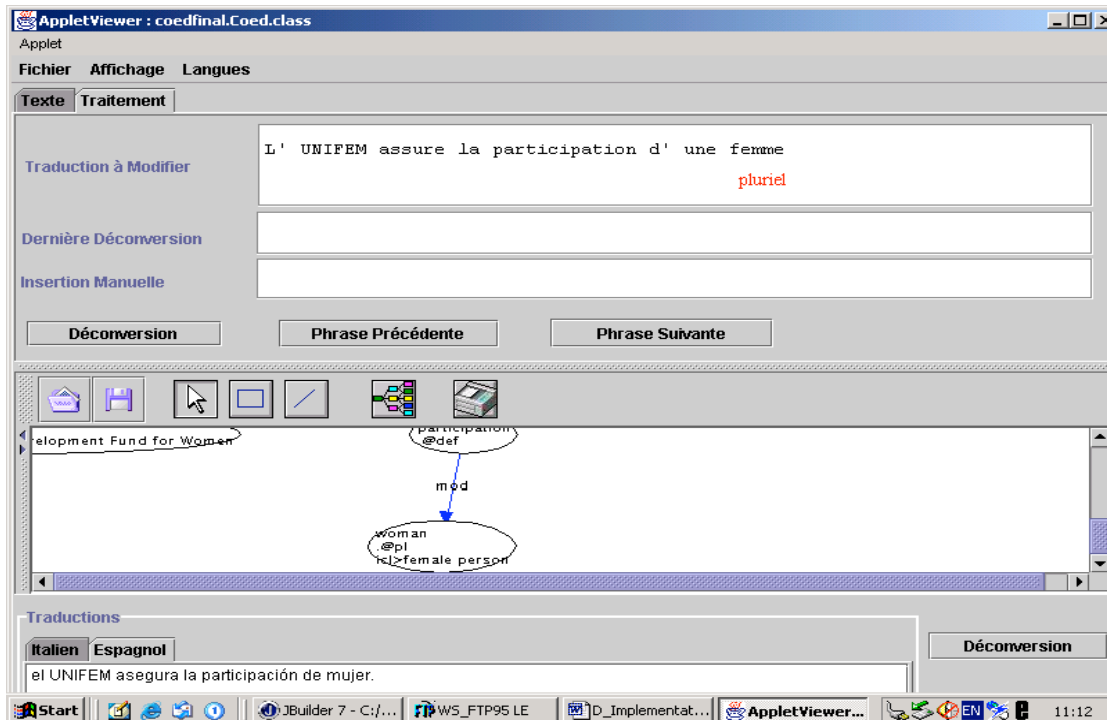 AppletViewer : coedfinal.Coed.class
Applet
Fichier Affichage Langues
Texte Traitement
Traduction à Modifier
L' UNIFEM assure la participation d' une femme
pluriel
Dernière Déconversion
Insertion Manuelle
Déconversion Phrase Précédente Phrase Suivante
elopment Fund for Women
participation
.@def
mod
woman
.@pl
icl>female person
Traductions
Italien Espagnol
Déconversion
el UNIFEM asegura la participación de mujer.
Start JBuilder 7 - C:/... WS_FTP95 LE D_Implementat... AppletViewer... EN 11:12